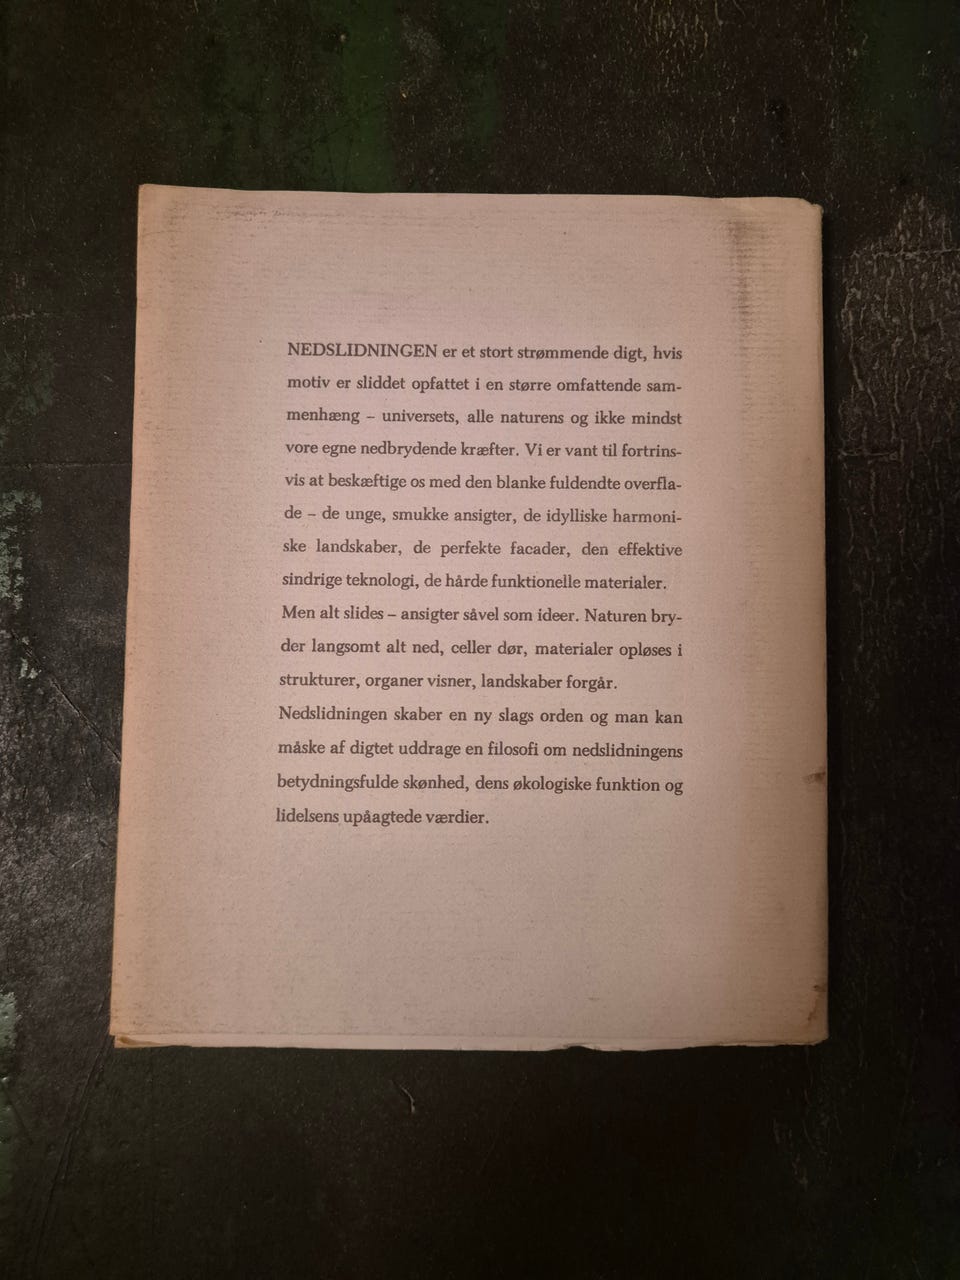 NEDSLIDNINGEN er et stort strømmende digt, hvis
motiv er sliddet opfattet i en større omfattende sam-
menhæng – universets, alle naturens og ikke mindst
vore egne nedbrydende kræfter. Vi er vant til fortrins-
vis at beskæftige os med den blanke fuldendte overfla-
de – de unge, smukke ansigter, de idylliske harmoni-
ske landskaber, de perfekte facader, den effektive
sindrige teknologi, de hårde funktionelle materialer.
Men alt slides – ansigter såvel som ideer. Naturen bry-
der langsomt alt ned, celler dør, materialer opløses i
strukturer, organer visner, landskaber forgår.
Nedslidningen skaber en ny slags orden og man kan
måske af digtet uddrage en filosofi om nedslidningens
betydningsfulde skønhed, dens økologiske funktion og
lidelsens upåagtede værdier.